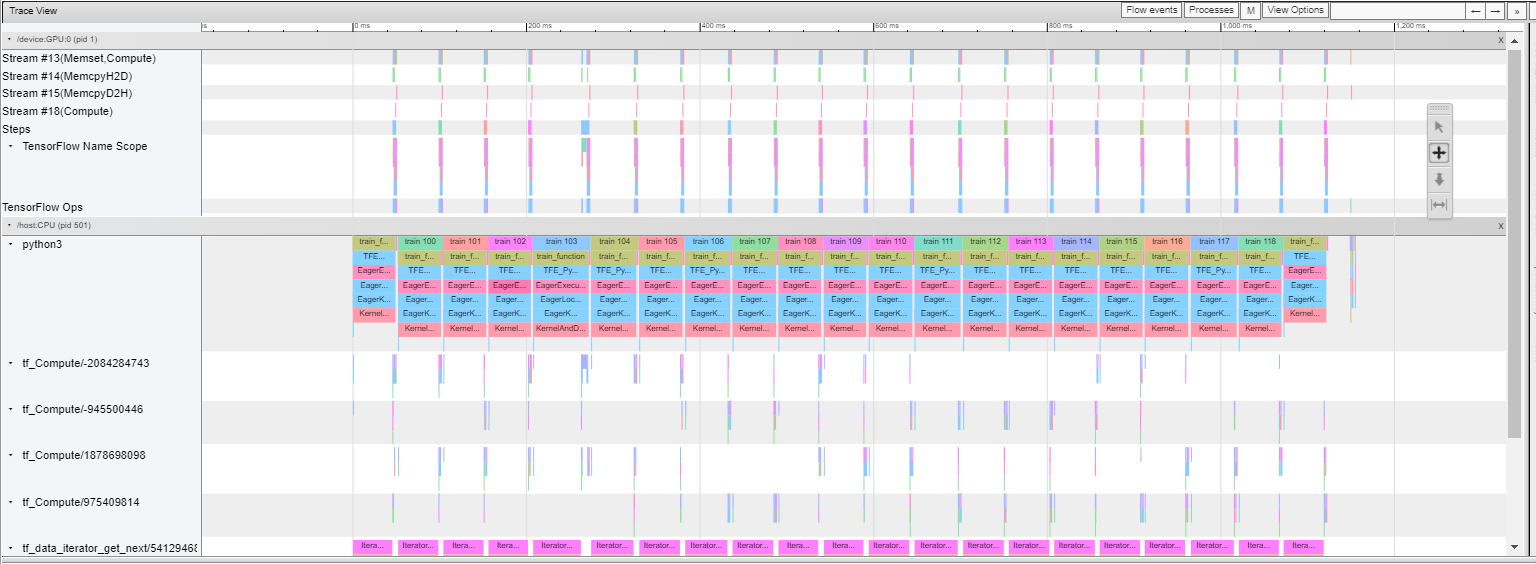 Trace View Flow events Processes M View Options ← → »
0 ms 200 ms 400 ms 600 ms 800 ms 1,000 ms 1,200 ms
/device:GPU:0 (pid 1) X
Stream #13(Memset,Compute)
Stream #14(MemcpyH2D)
Stream #15(MemcpyD2H)
Stream #18(Compute)
Steps
TensorFlow Name Scope
TensorFlow Ops
/host:CPU (pid 501) X
python3 train_f... train 100 train 101 train 102 train 103 train 104 train 105 train 106 train 107 train 108 train 109 train 110 train 111 train 112 train 113 train 114 train 115 train 116 train 117 train 118 train_f...
TFE... train_f... train_f... train_f... train_function train_f... train_f... train_f... train_f... train_f... train_f... train_f... train_f... train_f... train_f... train_f... train_f... train_f... train_f... train_f... TFE...
EagerE... TFE... TFE... TFE... TFE_Py... TFE_Py... TFE... TFE_Py... TFE... TFE... TFE... TFE... TFE_Py... TFE... TFE... TFE... TFE... TFE... TFE_Py... TFE... EagerE...
Eager... EagerE... EagerE... EagerE... EagerExecu... EagerE... EagerE... EagerE... EagerE... EagerE... EagerE... EagerE... EagerE... EagerE... EagerE... EagerE... EagerE... EagerE... EagerE... EagerE... Eager...
EagerK... Eager... Eager... Eager... EagerLoc... Eager... Eager... Eager... Eager... Eager... Eager... Eager... Eager... Eager... Eager... Eager... Eager... Eager... Eager... Eager... EagerK...
Kernel... EagerK... EagerK... EagerK... EagerK... EagerK... EagerK... EagerK... EagerK... EagerK... EagerK... EagerK... EagerK... EagerK... EagerK... EagerK... EagerK... EagerK... EagerK... EagerK... Kernel...
Kernel... Kernel... Kernel... KernelAndD... Kernel... Kernel... Kernel... Kernel... Kernel... Kernel... Kernel... Kernel... Kernel... Kernel... Kernel... Kernel... Kernel... Kernel... Kernel...
tf_Compute/-2084284743
tf_Compute/-945500446
tf_Compute/1878698098
tf_Compute/975409814
tf_data_iterator_get_next/5412946 Itera... Iterator... Itera... Itera... Iterator... Iterator... Iterator... Iterator... Iterator... Itera... Itera... Iterator... Iterator... Iterator... Iterator... Iterator... Iterator... Iterator... Iterator... Itera... Itera...